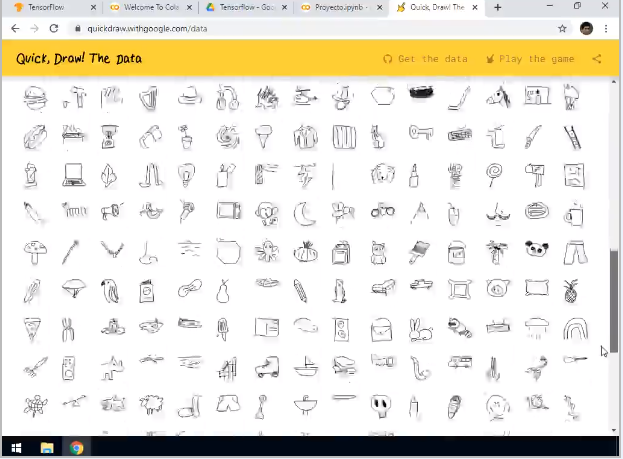 TensorFlow
Welcome To Cola
Tensorflow - Goo
Proyecto.ipynb -
Quick, Draw! The
quickdraw.withgoogle.com/data
Quick, Draw! The Data
Get the data
Play the game